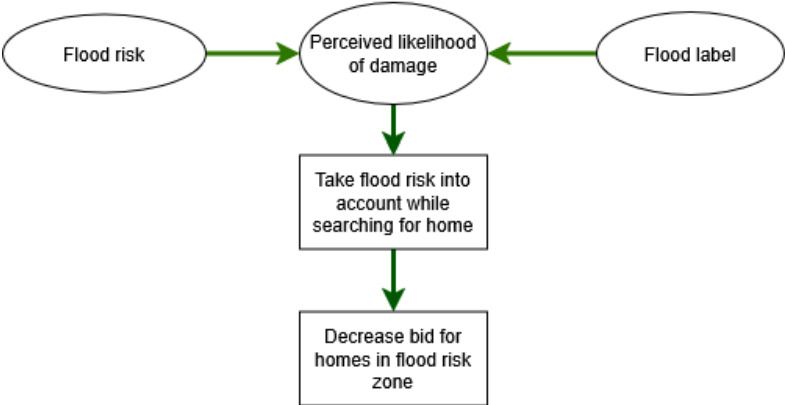 Flood risk
Perceived likelihood
of damage
Flood label
Take flood risk into
account while
searching for home
Decrease bid for
homes in flood risk
zone